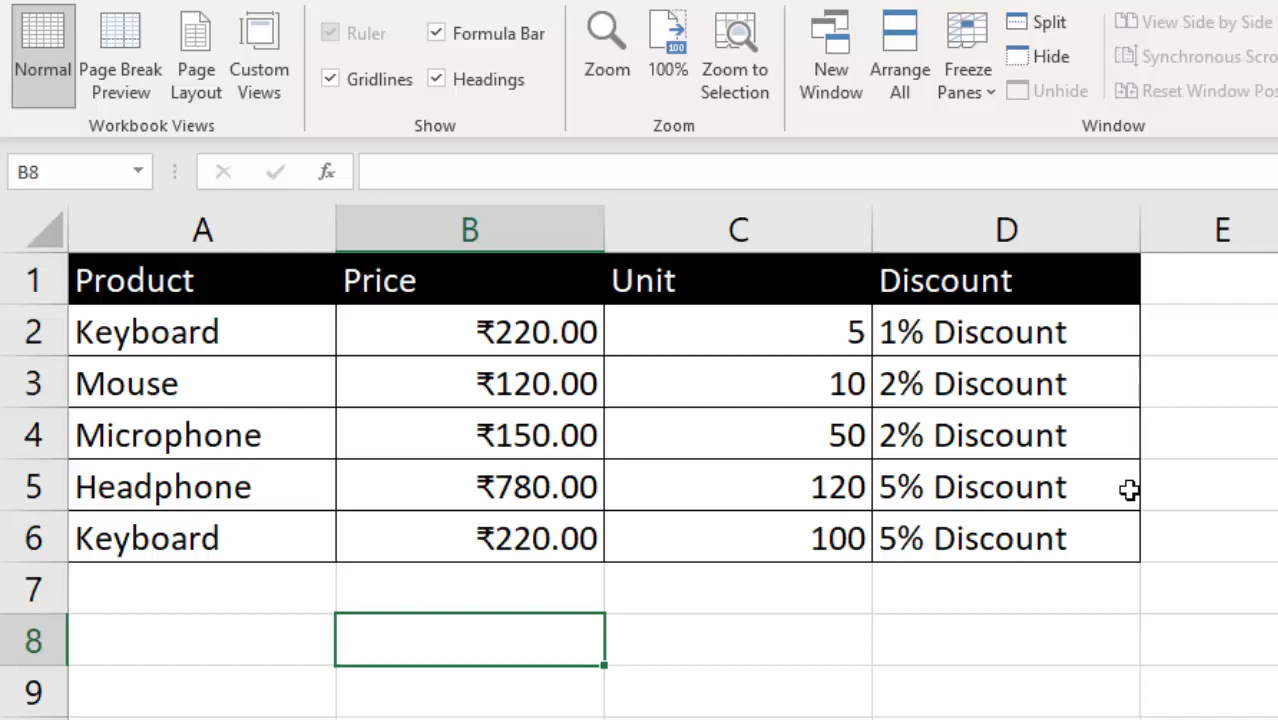 Normal Page Break Preview Page Layout Custom Views
Workbook Views
Ruler Formula Bar
Gridlines Headings
Show
Zoom 100% Zoom to Selection
100
Zoom
New Window Arrange All Freeze Panes
Split
Hide
Unhide
View Side by Side
Synchronous Scro
Reset Window Pos
Window
B8 fx
A B C D E
1 Product Price Unit Discount
2 Keyboard ₹220.00 5 1% Discount
3 Mouse ₹120.00 10 2% Discount
4 Microphone ₹150.00 50 2% Discount
5 Headphone ₹780.00 120 5% Discount
6 Keyboard ₹220.00 100 5% Discount
7
8
9